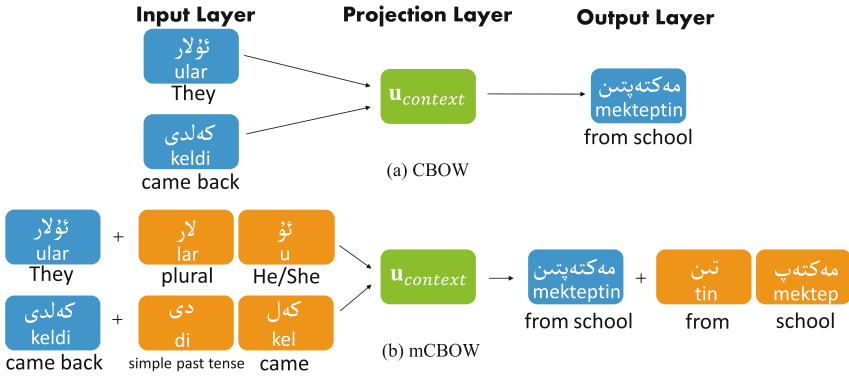 Input Layer Projection Layer Output Layer
ئۇلار
ular
They
كەلدى
keldi
came back
u_context
مەكتەپتىن
mekteptin
from school
(a) CBOW
ئۇلار
ular
They
+
لار
lar
plural
ئۇ
u
He/She
كەلدى
keldi
came back
+
دى
di
simple past tense
كەل
kel
came
u_context
مەكتەپتىن
mekteptin
from school
+
تىن
tin
from
مەكتەپ
mektep
school
(b) mCBOW